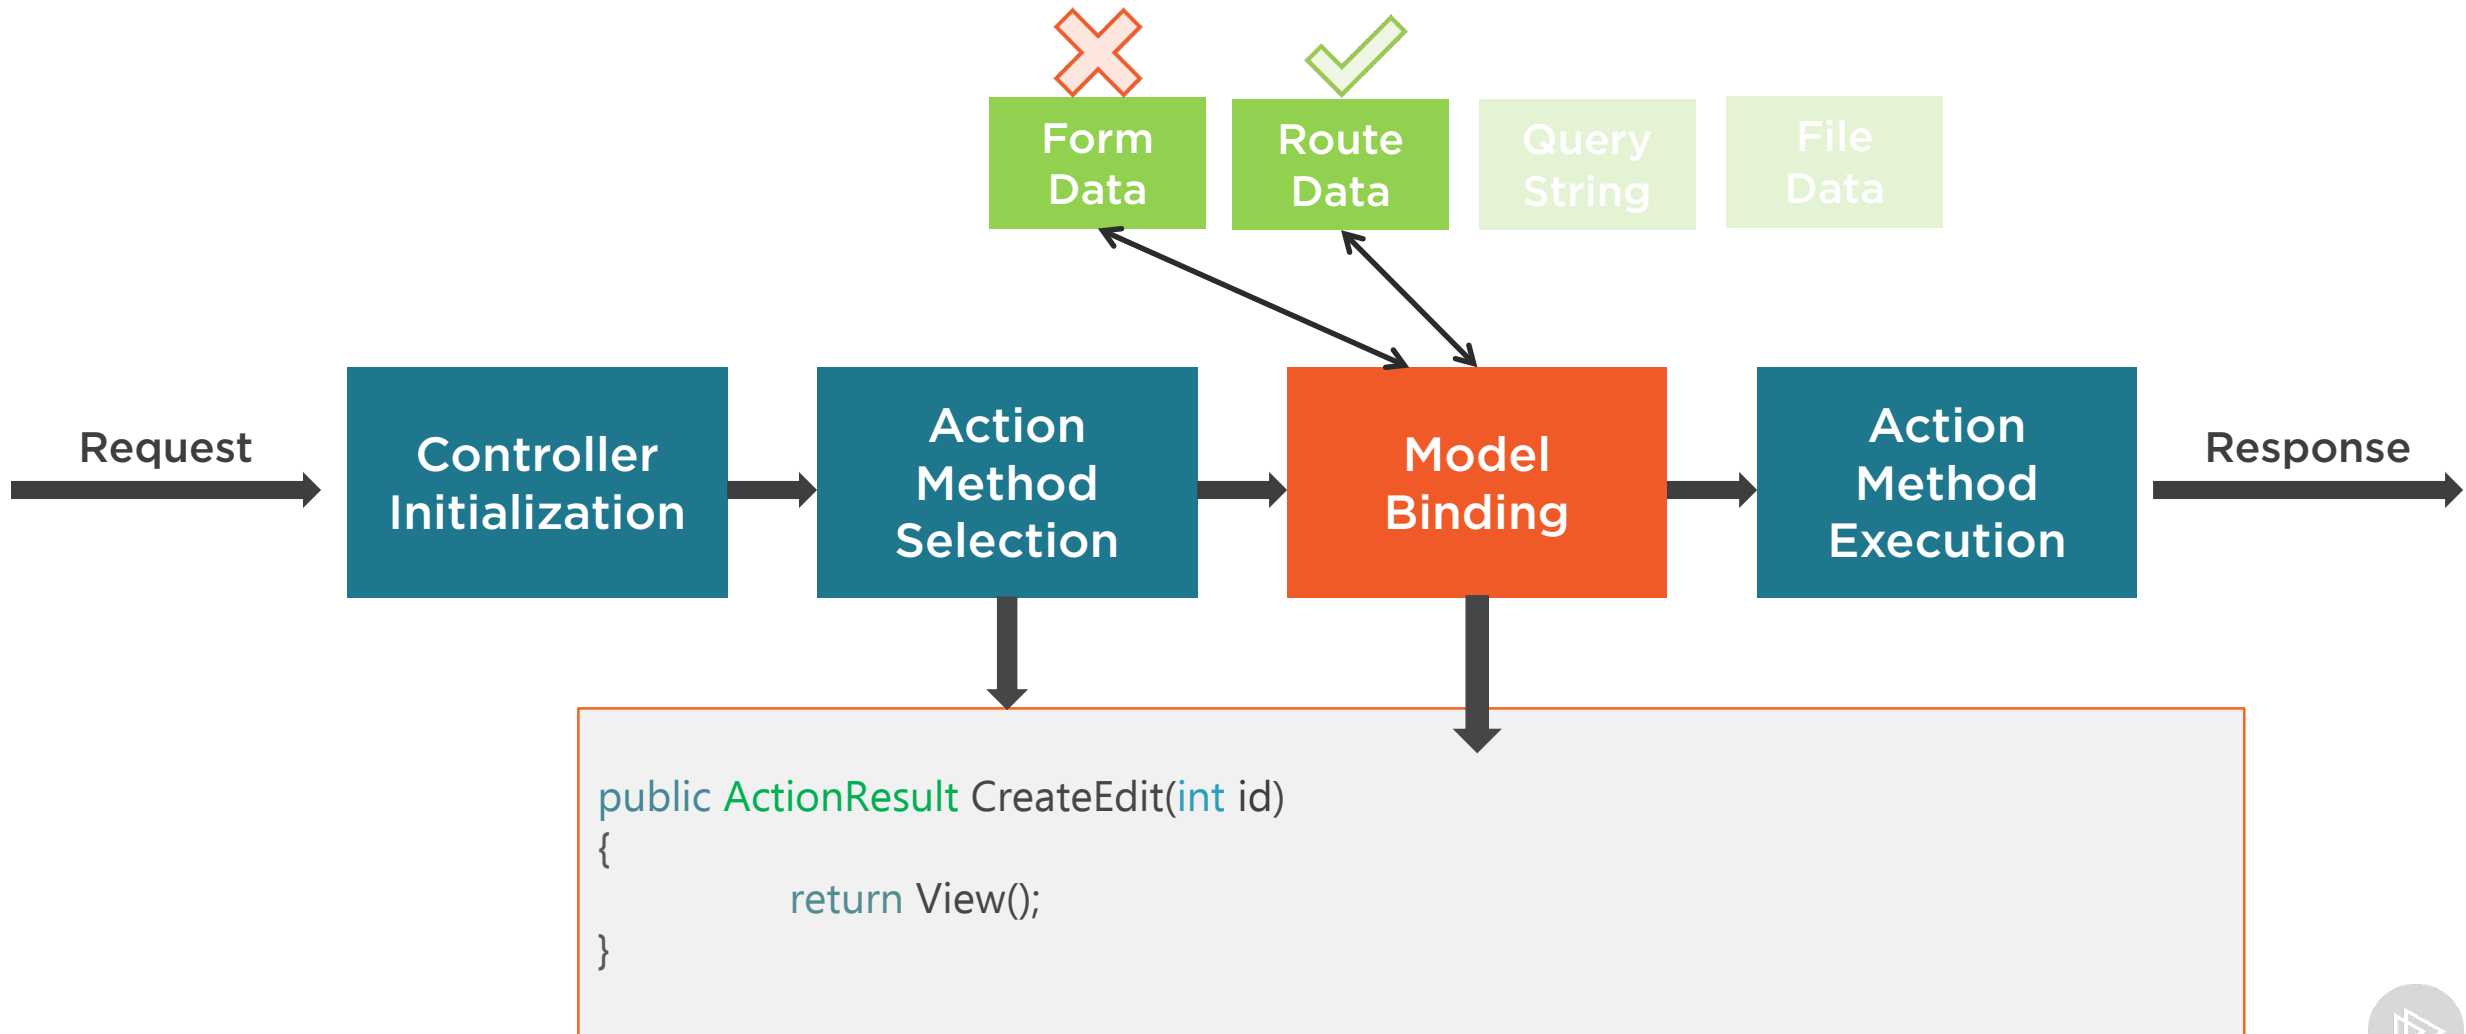 Form
Data
Route
Data
Query
String
File
Data
Request
Controller
Initialization
Action
Method
Selection
Model
Binding
Action
Method
Execution
Response
public ActionResult CreateEdit(int id)
{
return View();
}